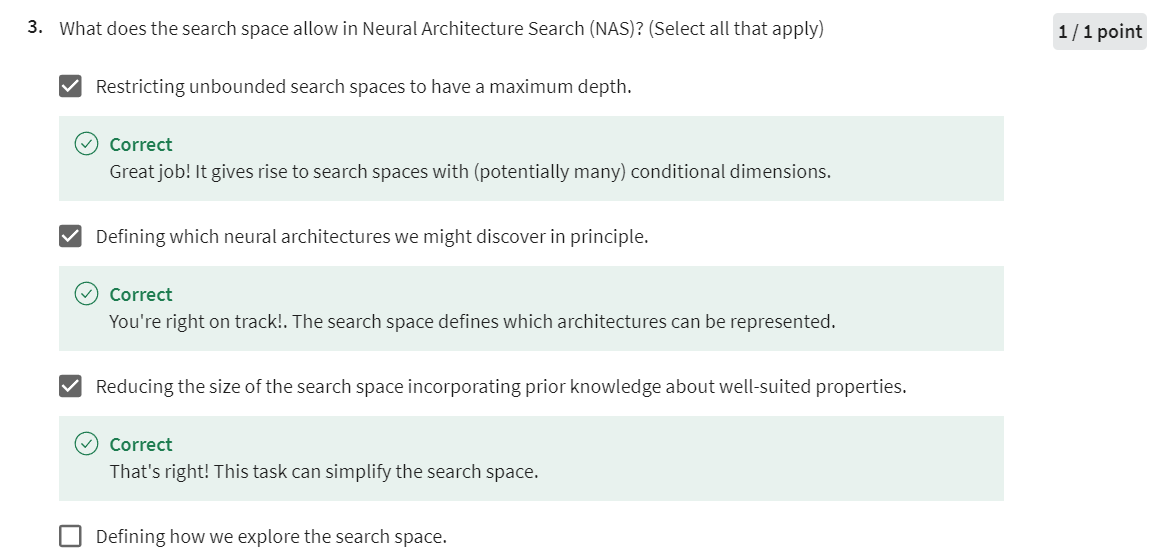 3. What does the search space allow in Neural Architecture Search (NAS)? (Select all that apply)
1 / 1 point
Restricting unbounded search spaces to have a maximum depth.
Correct
Great job! It gives rise to search spaces with (potentially many) conditional dimensions.
Defining which neural architectures we might discover in principle.
Correct
You're right on track!. The search space defines which architectures can be represented.
Reducing the size of the search space incorporating prior knowledge about well-suited properties.
Correct
That's right! This task can simplify the search space.
Defining how we explore the search space.